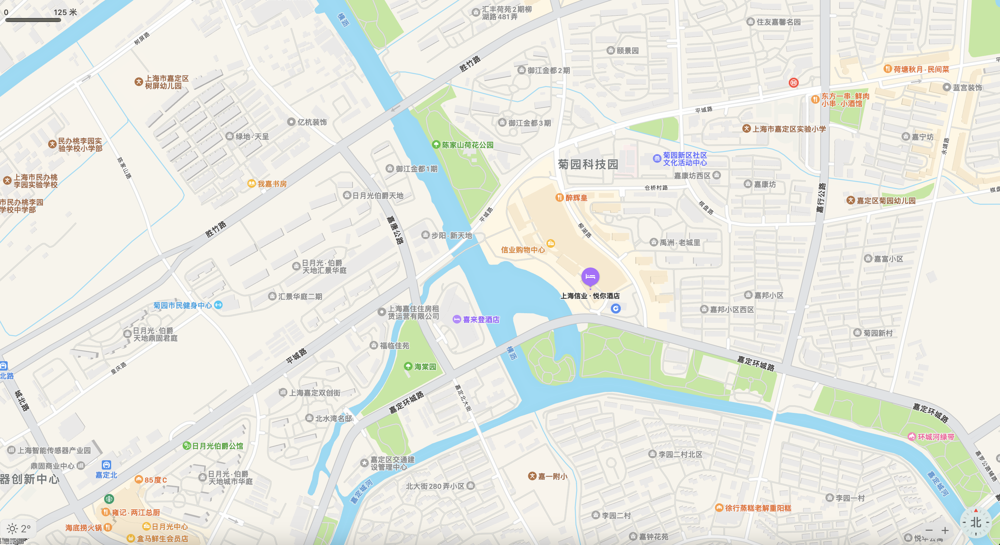 0
125 米
汇丰荷苑2期柳
湖路481弄
横沥
住友嘉馨名园
树屏路
颐景园
胜竹路
御江金都2期
荷塘秋月·民间菜
上海市嘉定区
树屏幼儿园
蓝宫装饰
东方一串·鲜肉
小串·小酒馆
平城路
亿杭装饰
御江金都3期
上海市嘉定区实验小学
绿地·天呈
嘉宁坊
民办桃李园实
验学校小学部
陈家山荷花公园
永靖路
菊园新区社区
文化活动中心
菊园科技园
陈家山路
御江金都1期
嘉康坊西区
嘉康坊
上海市民办桃
李园实验学校
我嘉书房
仓桥村路
日月光伯爵天地
醉辉皇
嘉行公路
嘉定区菊园幼儿园
棋盘
市民办桃李园
学校中学部
棋盘路
平城路
胜竹路
嘉唐公路
柳湖路
步阳·新天地
禹洲·老城里
信业购物中心
嘉富小区
日月光·伯爵
天地汇景华庭
汇景华庭二期
上海信业·悦你酒店
嘉邦小区
菊园市民健身中心
上海嘉住住房租
赁运营有限公司
嘉邦小区西区
喜来登酒店
日月光·伯爵
天地鼎固君庭
菊园新村
福临佳苑
横沥
平城路
嘉定环城路
海棠园
皇庆路
北路
上海嘉定双创街
嘉定北大街
城北路
嘉定环城路
嘉定环城路
北水湾名邸
环城河绿带
日月光伯爵公馆
上海智能传感器产业园
李园二村北区
嘉定区交通建
设管理中心
鼎固商业中心
嘉罗公路辅路
嘉定北
器创新中心
85度C
日月光·伯爵
天地城市华庭
嘉一附小
北大街280弄小区
嘉定城河
嘉定城河
李园一村
徐行蒸糕老解重阳糕
雍记·两江总厨
李园二村
海底捞火锅
日月光中心
2°
北
嘉钟花苑
盒马鲜生会员店
高德地图